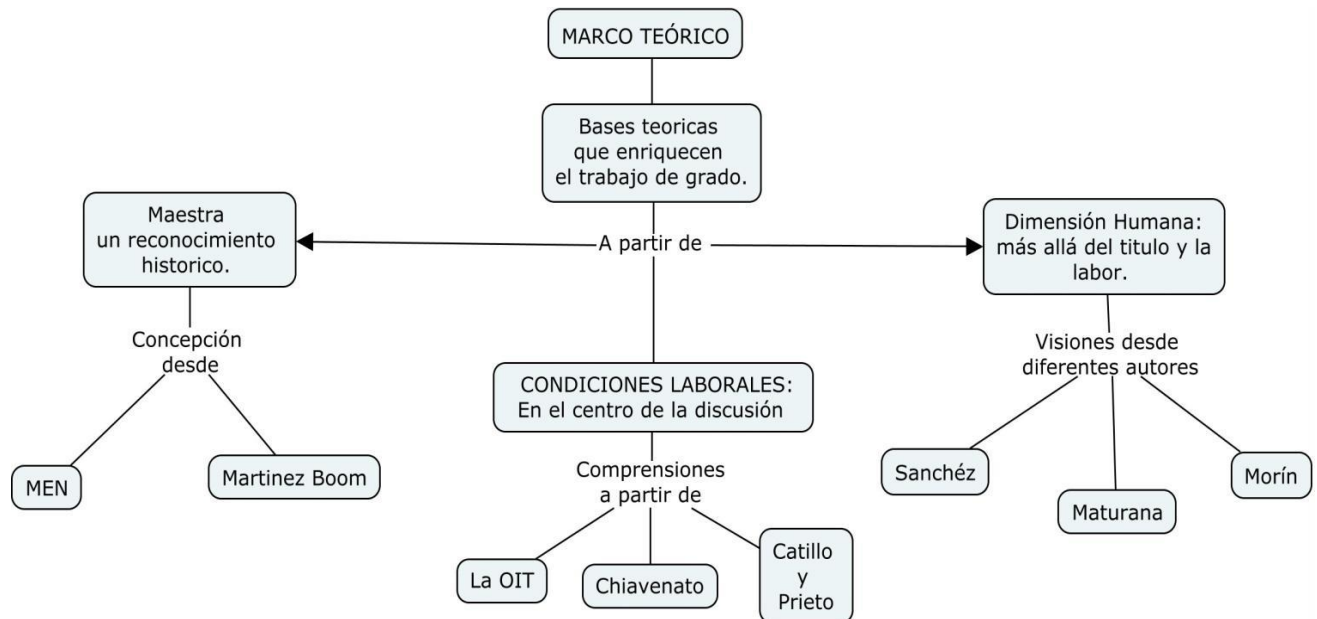 MARCO TEÓRICO
Bases teoricas
que enriquecen
el trabajo de grado.
A partir de
Maestra
un reconocimiento
historico.
Concepción
desde
MEN
Martinez Boom
CONDICIONES LABORALES:
En el centro de la discusión
Comprensiones
a partir de
La OIT
Chiavenato
Catillo
y
Prieto
Dimensión Humana:
más allá del titulo y la
labor.
Visiones desde
diferentes autores
Sanchéz
Maturana
Morín